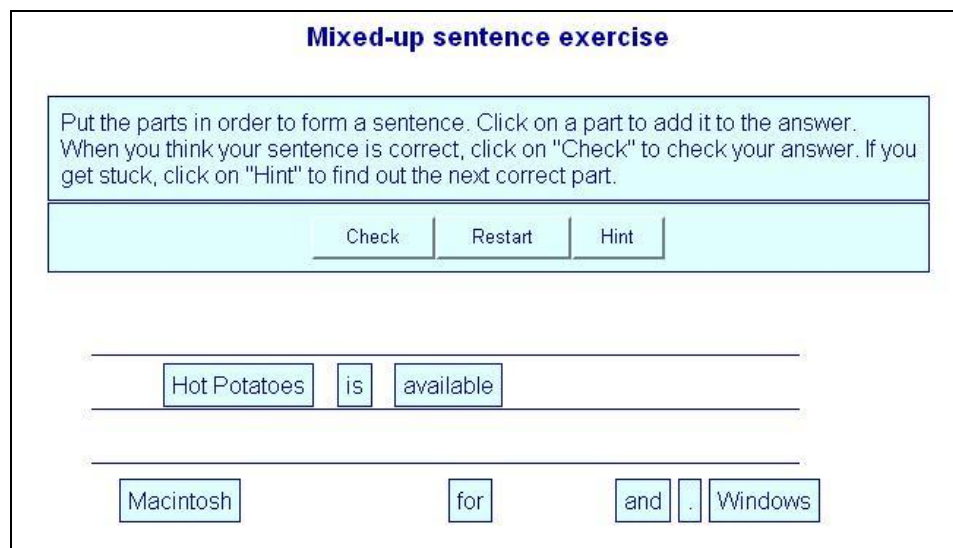 Mixed-up sentence exercise
Put the parts in order to form a sentence. Click on a part to add it to the answer.
When you think your sentence is correct, click on "Check" to check your answer. If you
get stuck, click on "Hint" to find out the next correct part.
Check Restart Hint
Hot Potatoes is available
Macintosh for and . Windows